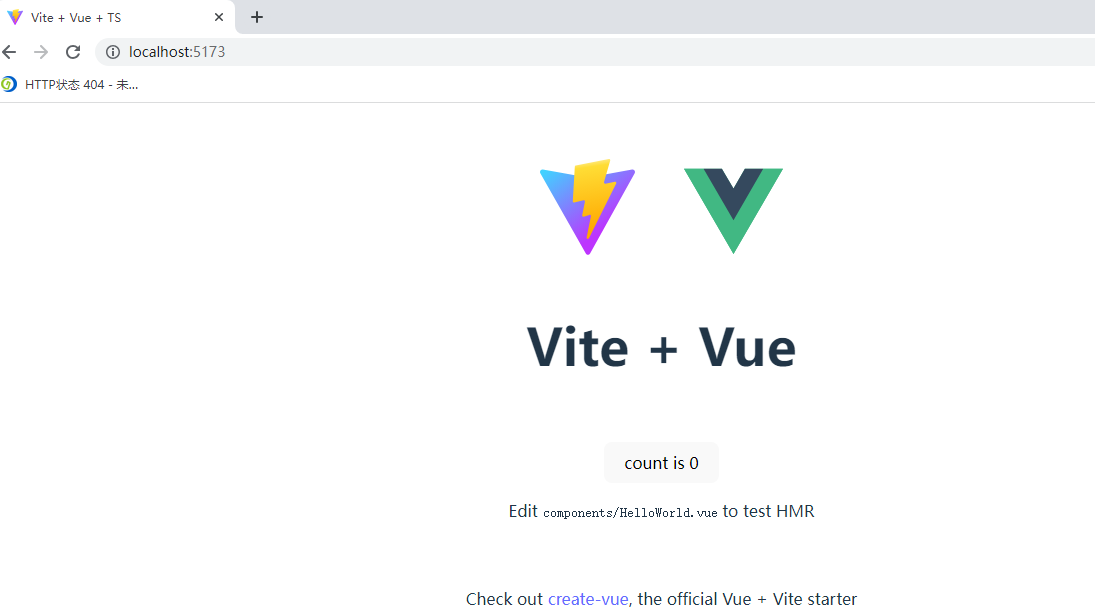 Vite + Vue + TS
localhost:5173
HTTP状态 404 - 未...
Vite + Vue
count is 0
Edit components/HelloWorld.vue to test HMR
Check out create-vue, the official Vue + Vite starter